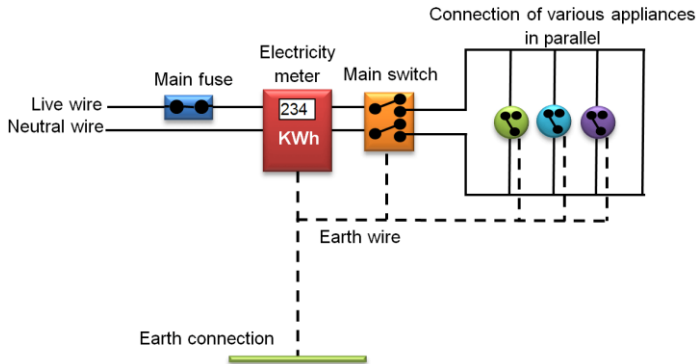 Connection of various appliances
in parallel
Electricity
meter
Main fuse
Main switch
Live wire
Neutral wire
234
KWh
Earth wire
Earth connection